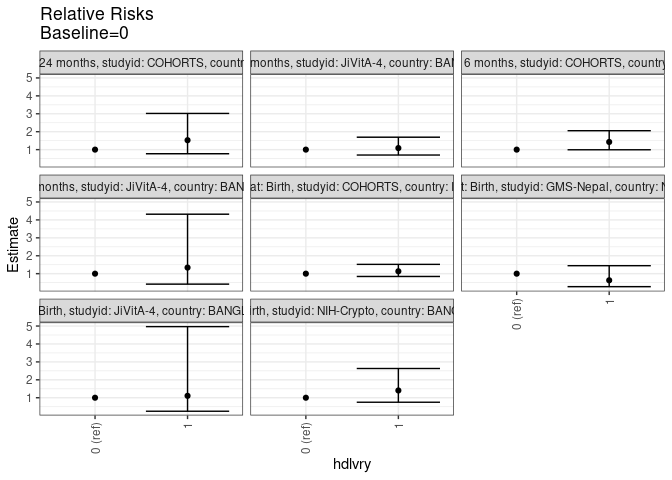 Relative Risks
Baseline=0
24 months, studyid: COHORTS, countr
months, studyid: JiVitA-4, country: BAN
6 months, studyid: COHORTS, country
5
4
3
2
1
months, studyid: JiVitA-4, country: BAN
at: Birth, studyid: COHORTS, country:
t: Birth, studyid: GMS-Nepal, country: N
5
4
3
2
1
Birth, studyid: JiVitA-4, country: BANGL
irth, studyid: NIH-Crypto, country: BANG
5
4
3
2
1
0 (ref)
1
0 (ref)
1
0 (ref)
1
Estimate
hdlvry